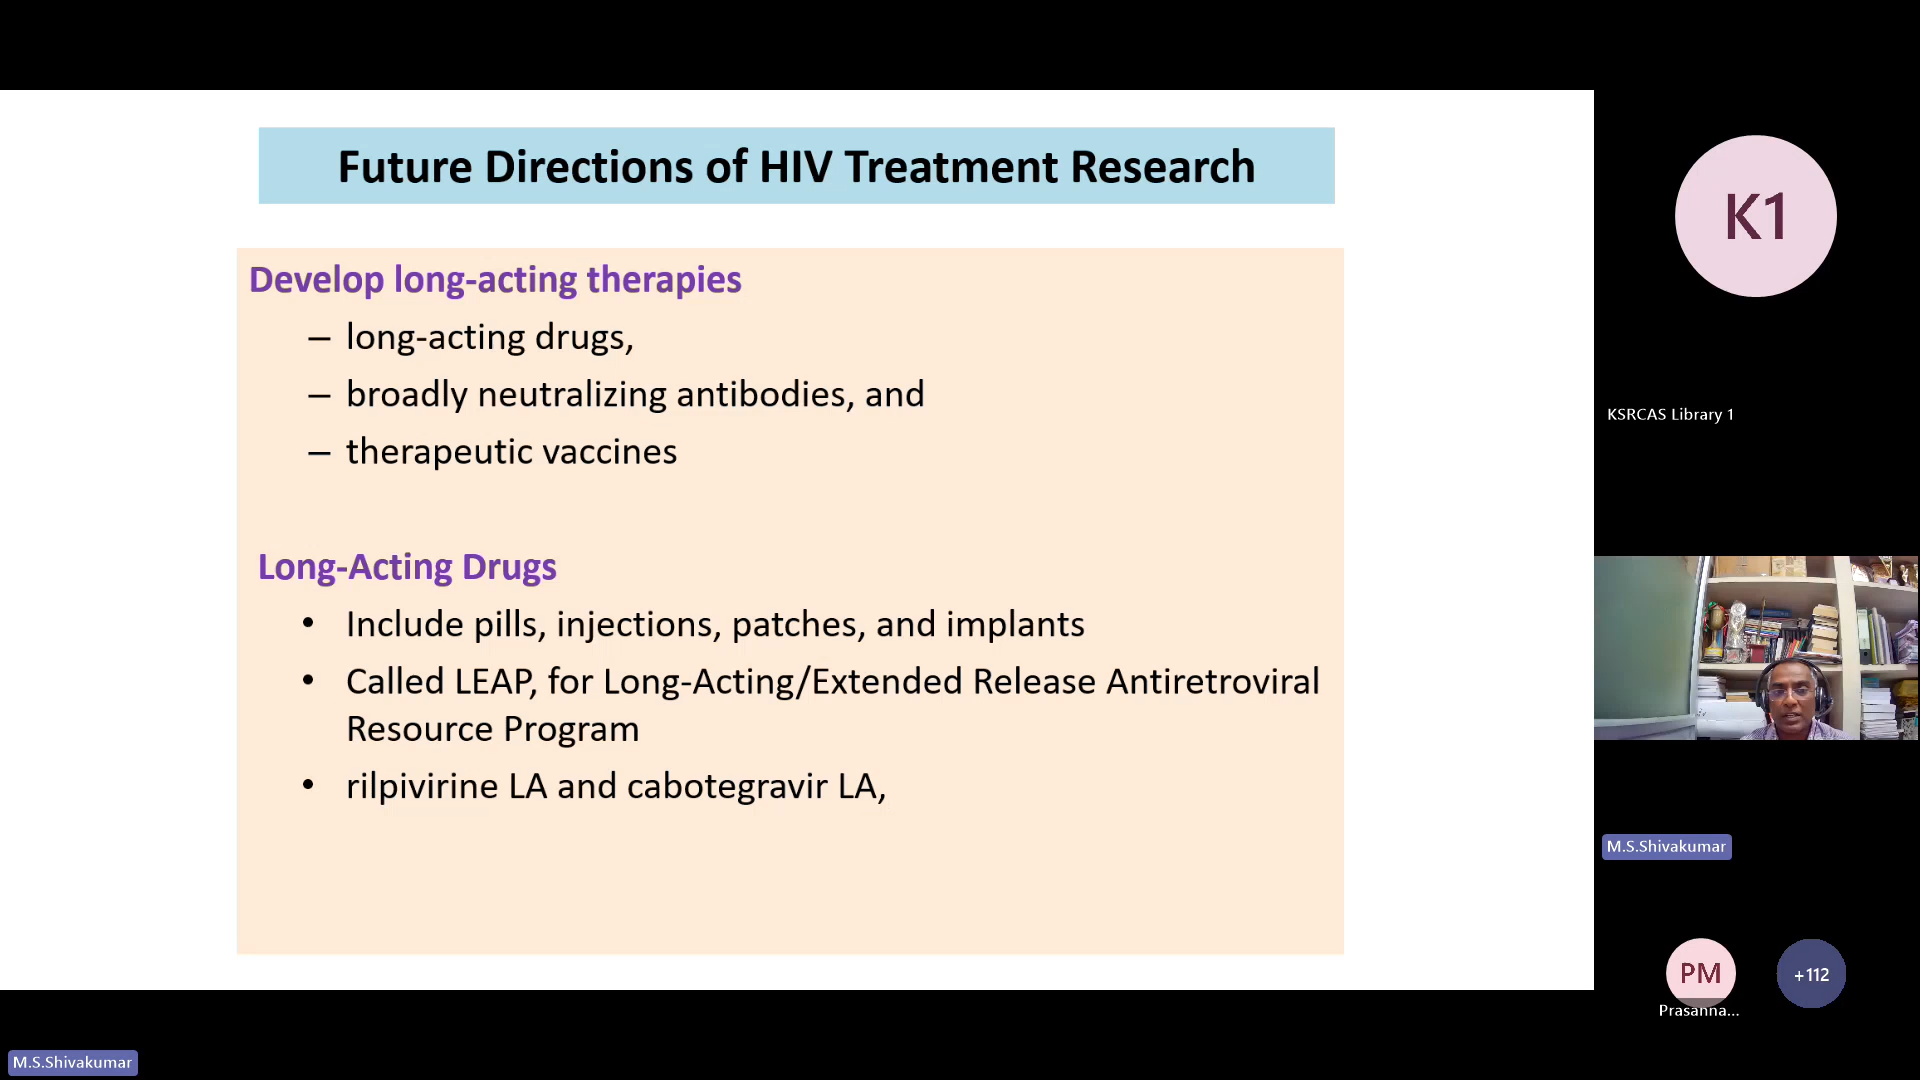 Future Directions of HIV Treatment Research
Develop long-acting therapies
– long-acting drugs,
– broadly neutralizing antibodies, and
– therapeutic vaccines
Long-Acting Drugs
• Include pills, injections, patches, and implants
• Called LEAP, for Long-Acting/Extended Release Antiretroviral
Resource Program
• rilpivirine LA and cabotegravir LA,
K1
KSRCAS Library 1
M.S.Shivakumar
PM
+112
Prasanna...
M.S.Shivakumar